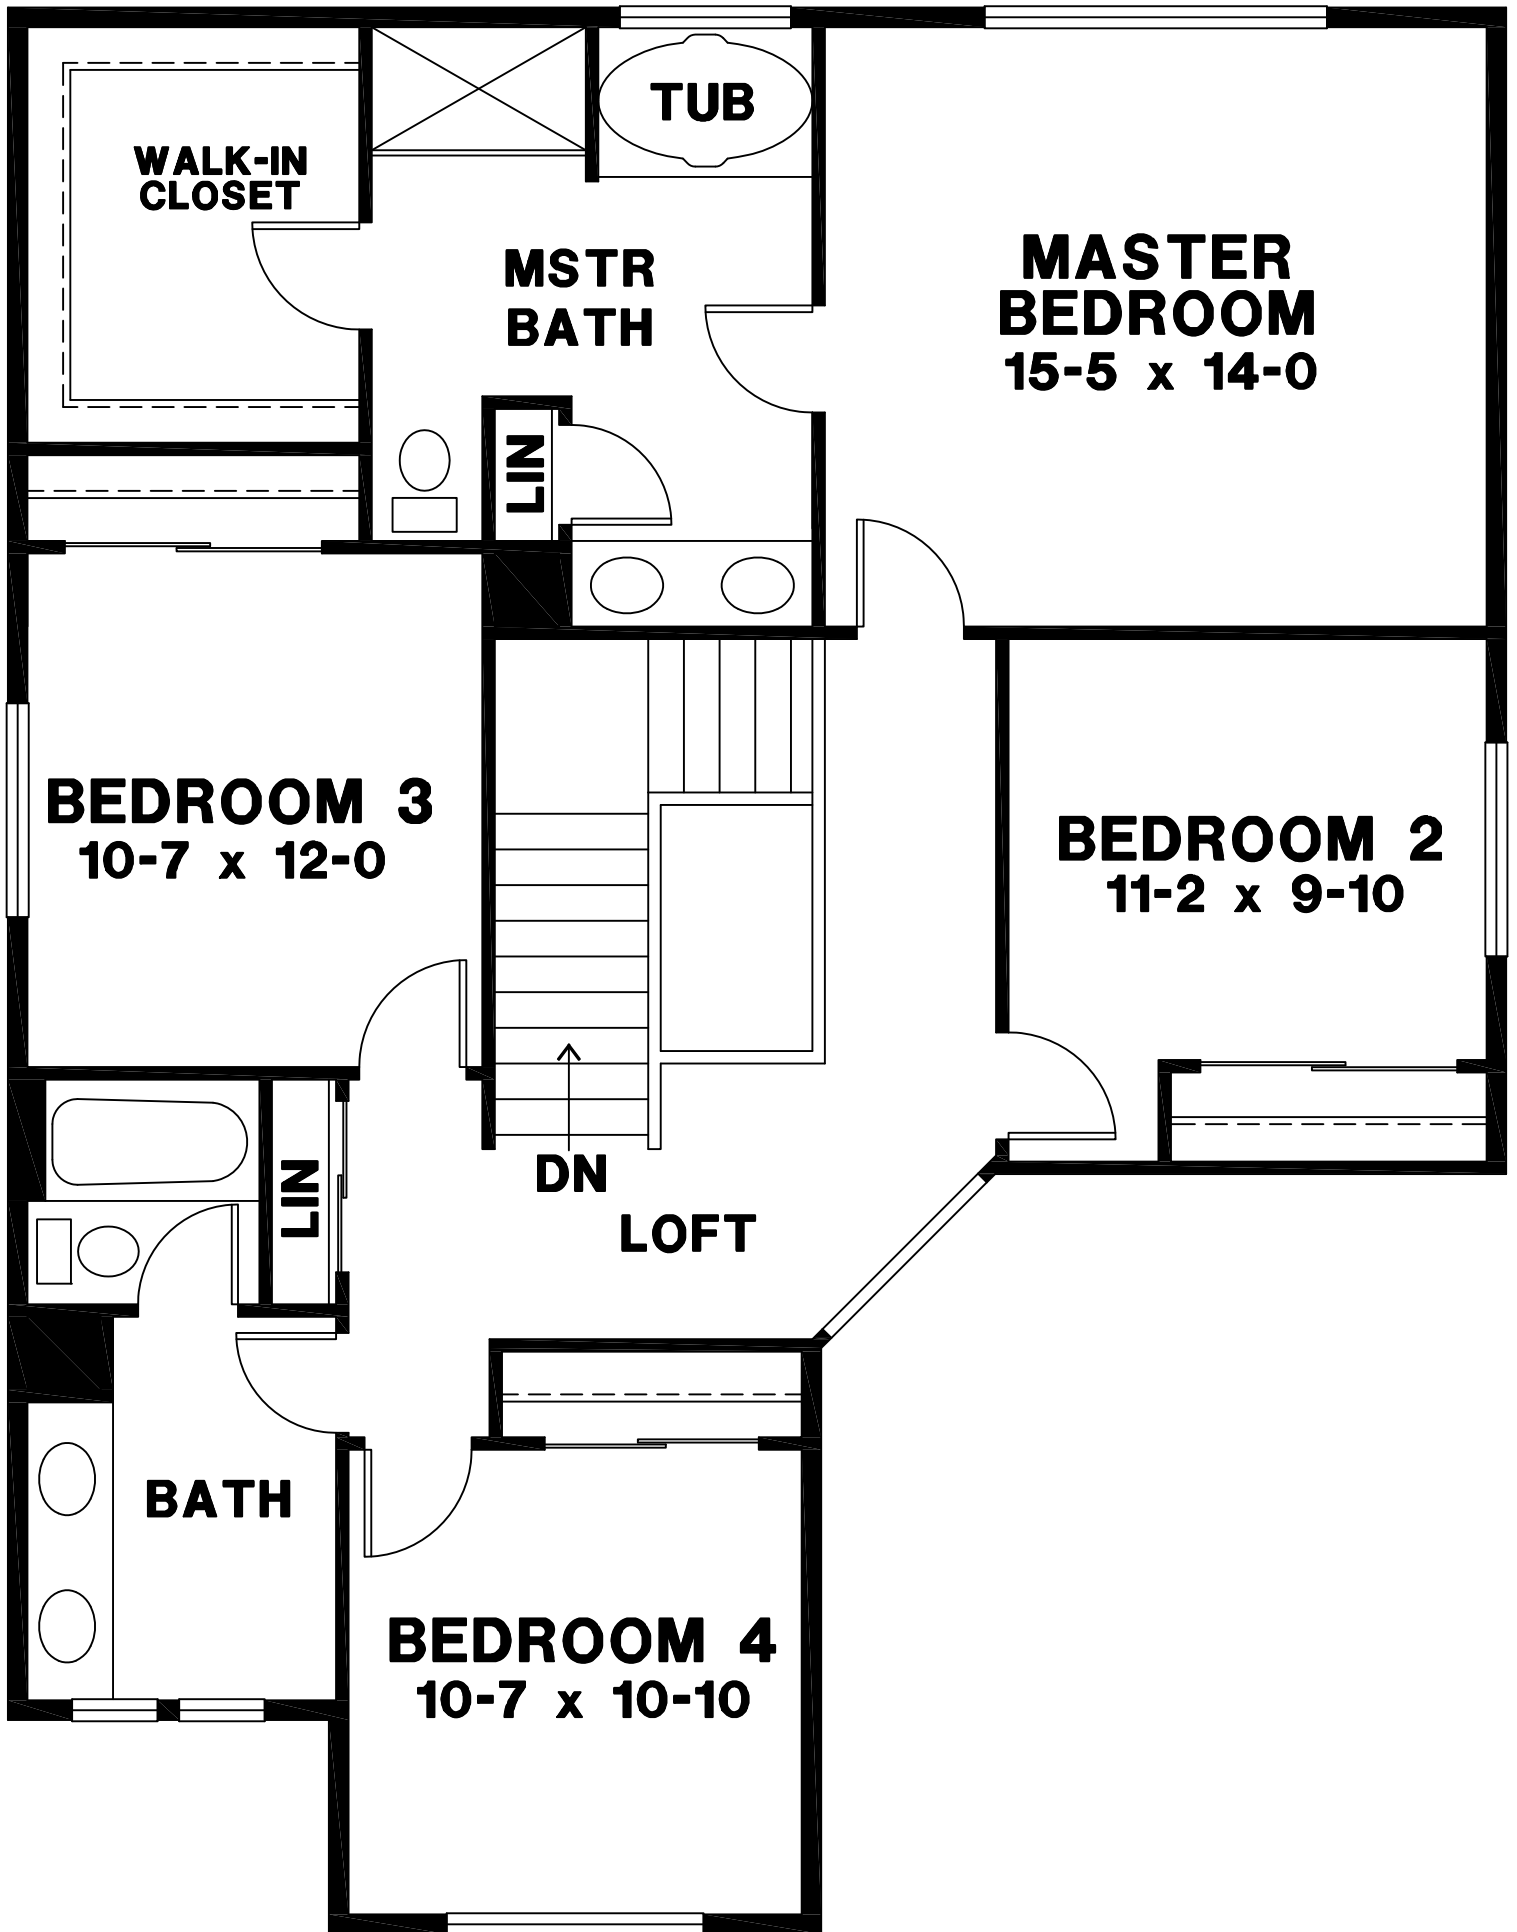 TUB
WALK-IN
CLOSET
MSTR
BATH
MASTER
BEDROOM
15-5 x 14-0
LIN
BEDROOM 3
10-7 x 12-0
BEDROOM 2
11-2 x 9-10
DN
LIN
LOFT
BATH
BEDROOM 4
10-7 x 10-10